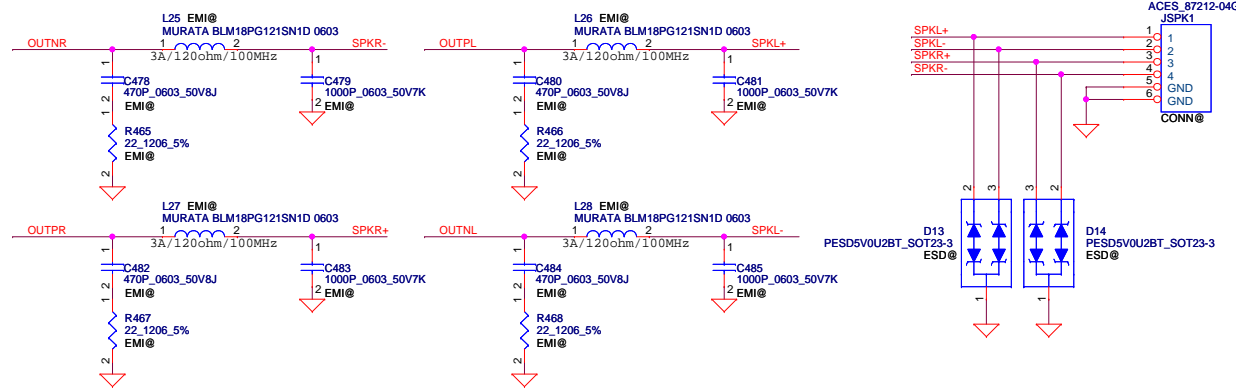 L25 EMI@
MURATA BLM18PG121SN1D 0603
OUTNR 1 2 SPKR-
3A/120ohm/100MHz
1
C478
470P_0603_50V8J
2 EMI@
1
R465
22_1206_5%
EMI@
2
1
C479
1000P_0603_50V7K
2 EMI@
L26 EMI@
MURATA BLM18PG121SN1D 0603
OUTPL 1 2 SPKL+
3A/120ohm/100MHz
1
C480
470P_0603_50V8J
2 EMI@
1
R466
22_1206_5%
EMI@
2
1
C481
1000P_0603_50V7K
2 EMI@
L27 EMI@
MURATA BLM18PG121SN1D 0603
OUTPR 1 2 SPKR+
3A/120ohm/100MHz
1
C482
470P_0603_50V8J
2 EMI@
1
R467
22_1206_5%
EMI@
2
1
C483
1000P_0603_50V7K
2 EMI@
L28 EMI@
MURATA BLM18PG121SN1D 0603
OUTNL 1 2 SPKL-
3A/120ohm/100MHz
1
C484
470P_0603_50V8J
2 EMI@
1
R468
22_1206_5%
EMI@
2
1
C485
1000P_0603_50V7K
2 EMI@
ACES_87212-04G
JSPK1
SPKL+ 1 1
SPKL- 2 2
SPKR+ 3 3
SPKR- 4 4
5 GND
6 GND
CONN@
2 3 3 2
D13
PESD5V0U2BT_SOT23-3
ESD@
1
D14
PESD5V0U2BT_SOT23-3
ESD@
1